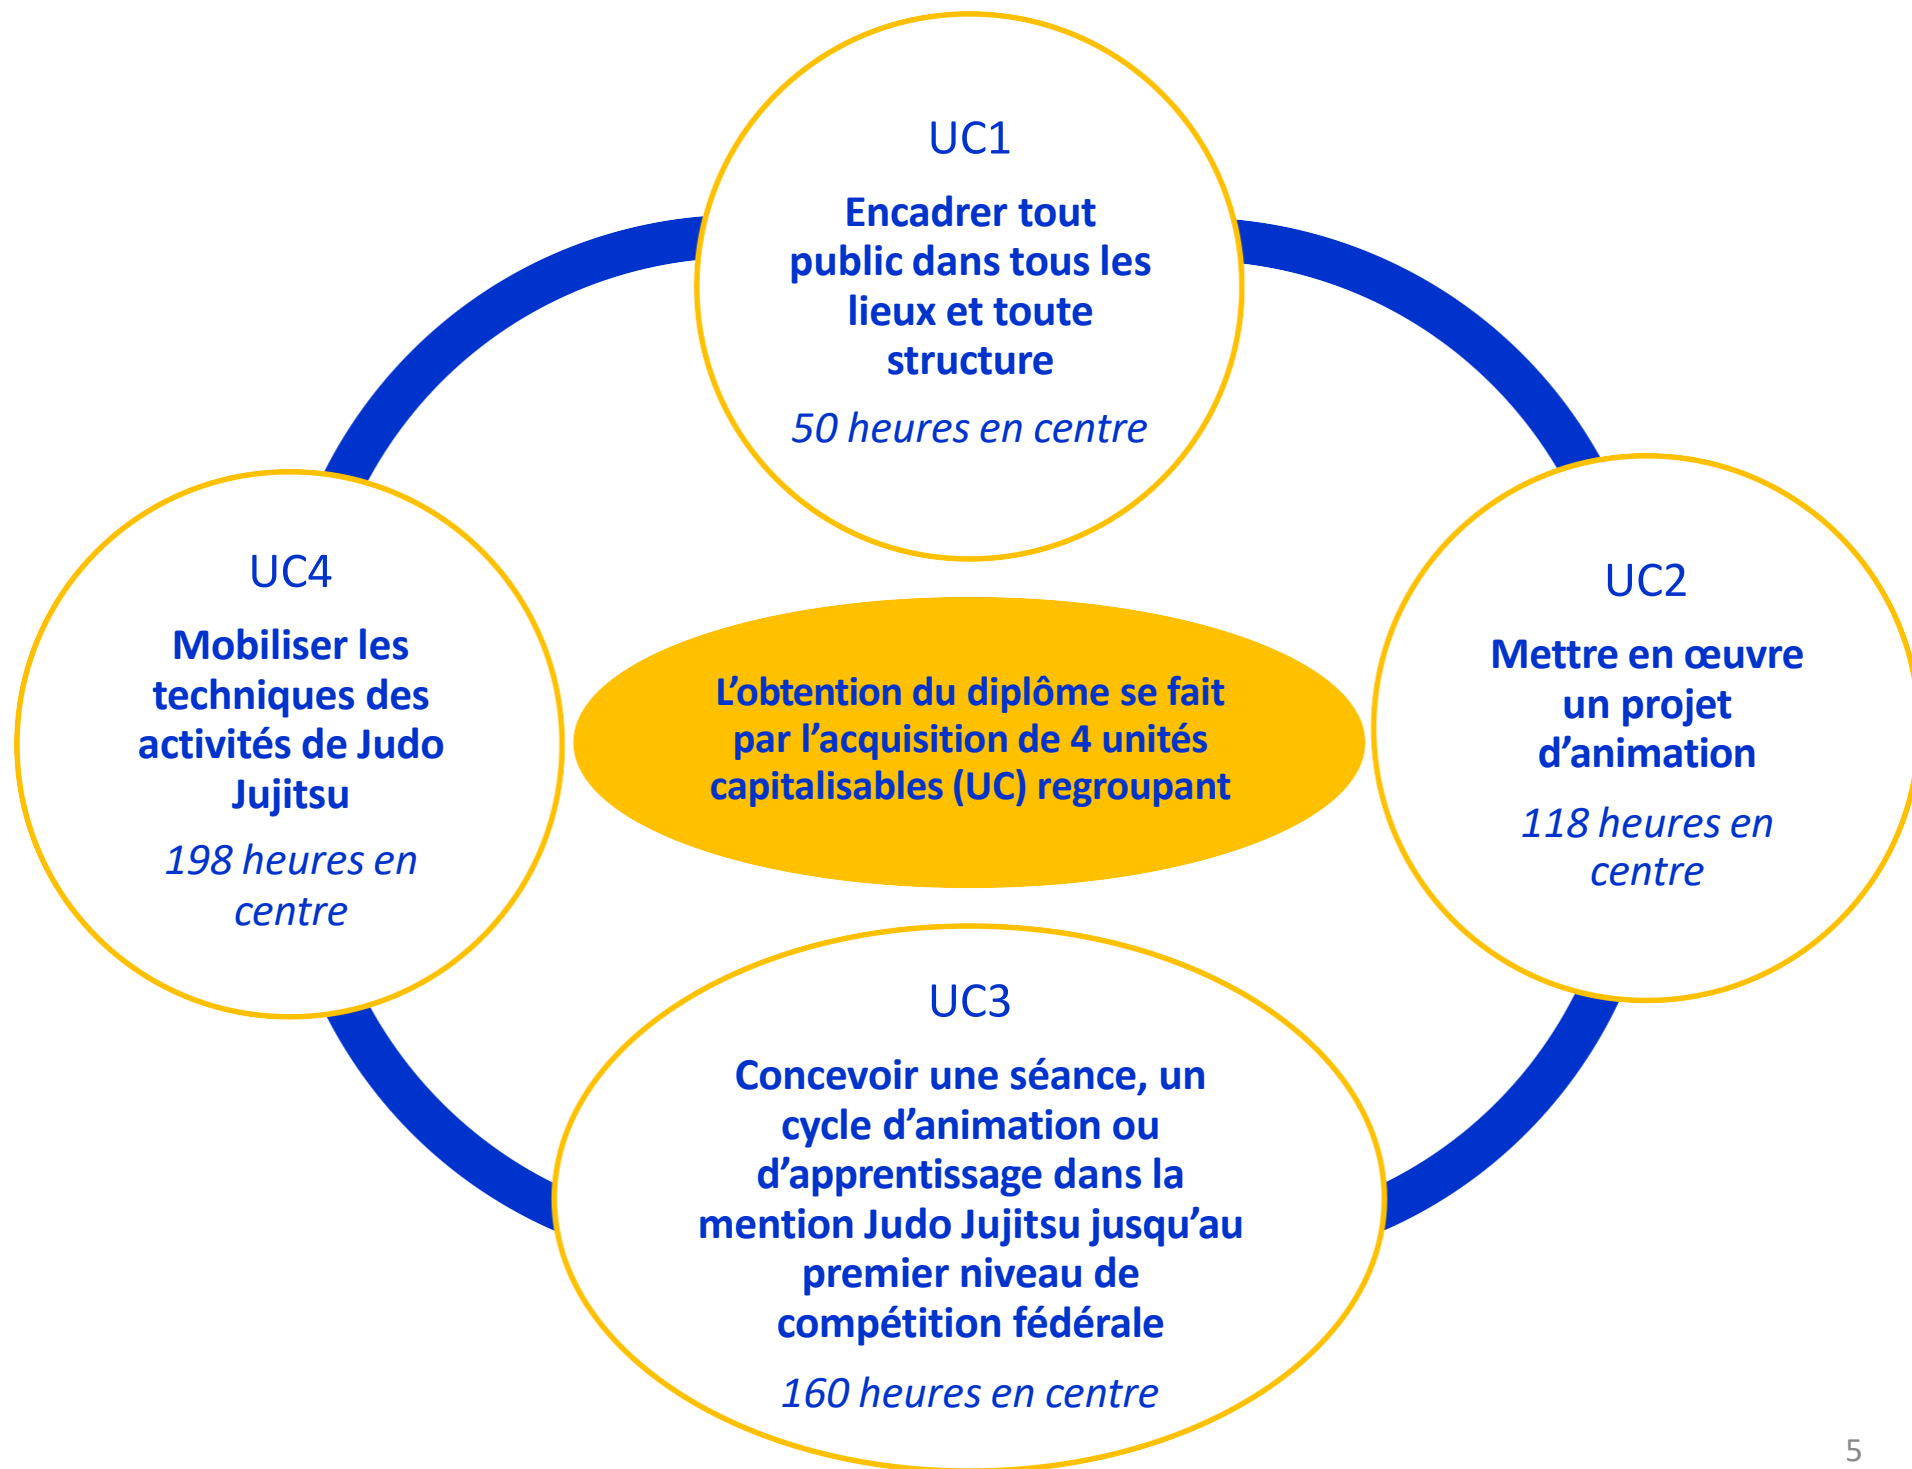 UC1
Encadrer tout
public dans tous les
lieux et toute
structure
50 heures en centre
UC2
Mettre en œuvre
un projet
d’animation
118 heures en
centre
UC3
Concevoir une séance, un
cycle d’animation ou
d’apprentissage dans la
mention Judo Jujitsu jusqu’au
premier niveau de
compétition fédérale
160 heures en centre
UC4
Mobiliser les
techniques des
activités de Judo
Jujitsu
198 heures en
centre
L’obtention du diplôme se fait
par l’acquisition de 4 unités
capitalisables (UC) regroupant
5